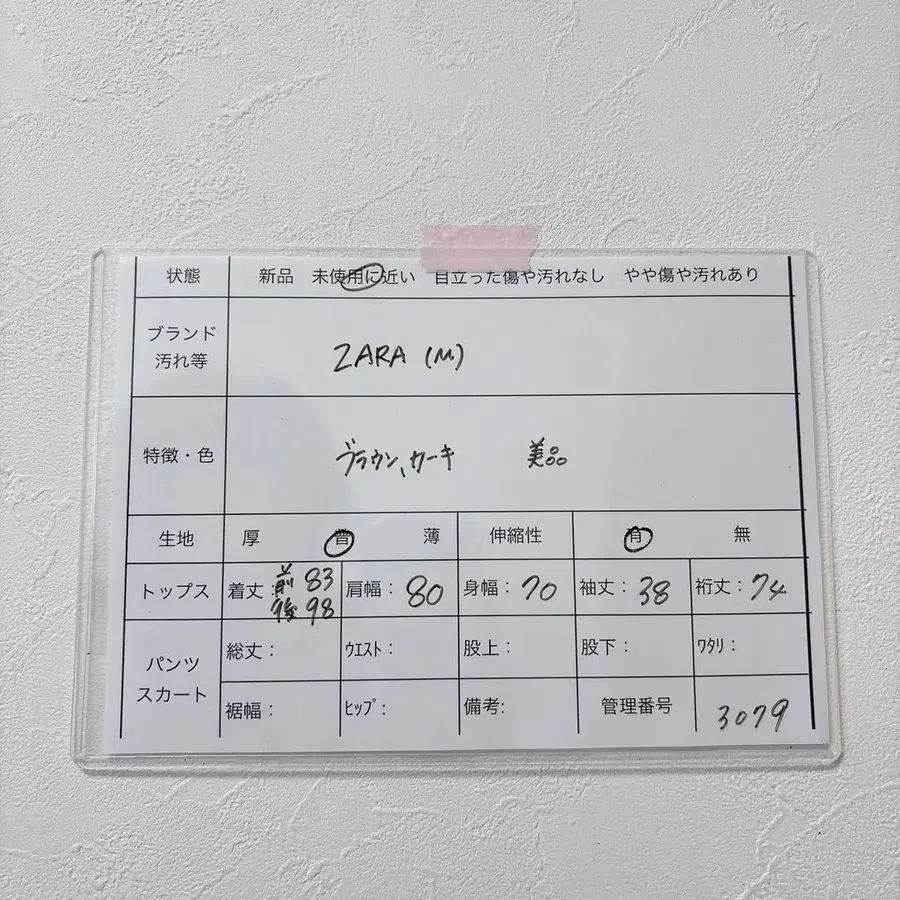 状態 新品 未使用に近い 目立った傷や汚れなし やや傷や汚れあり
ブランド
汚れ等 ZARA (M)
特徴・色 ブラウン、カーキ 美品
生地 厚 普 薄 伸縮性 有 無
トップス 着丈: 前 83 肩幅: 80 身幅: 70 袖丈: 38 裄丈: 74
後 98
パンツ
スカート
総丈: ウエスト: 股上: 股下: ワタリ:
裾幅: ヒップ: 備考: 管理番号 3079